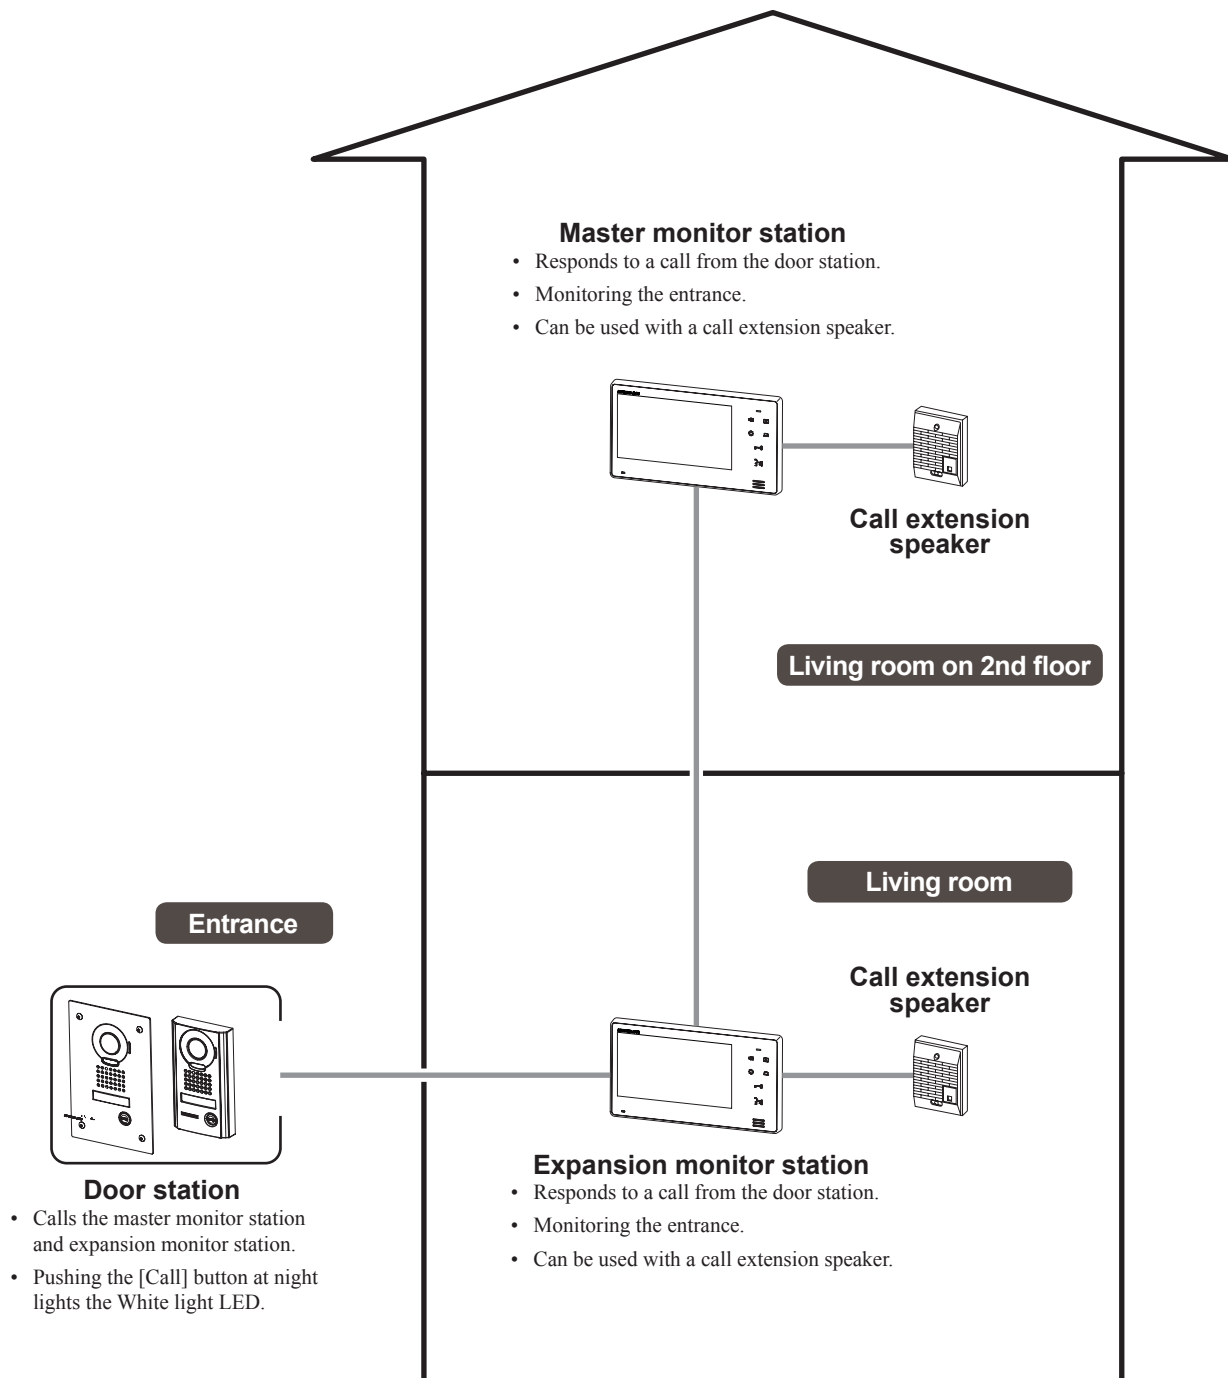 Master monitor station
• Responds to a call from the door station.
• Monitoring the entrance.
• Can be used with a call extension speaker.
Call extension
speaker
Living room on 2nd floor
Living room
Entrance
Call extension
speaker
Door station
• Calls the master monitor station
and expansion monitor station.
• Pushing the [Call] button at night
lights the White light LED.
Expansion monitor station
• Responds to a call from the door station.
• Monitoring the entrance.
• Can be used with a call extension speaker.